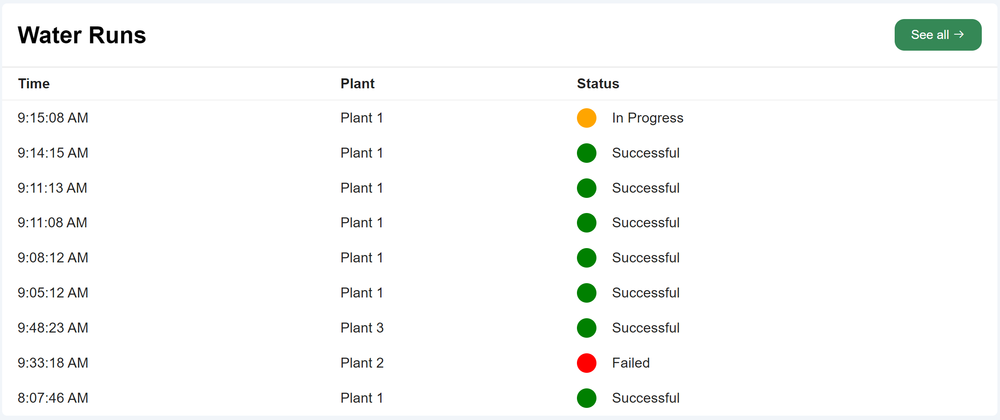 Water Runs
See all →
Time Plant Status
9:15:08 AM Plant 1 In Progress
9:14:15 AM Plant 1 Successful
9:11:13 AM Plant 1 Successful
9:11:08 AM Plant 1 Successful
9:08:12 AM Plant 1 Successful
9:05:12 AM Plant 1 Successful
9:48:23 AM Plant 3 Successful
9:33:18 AM Plant 2 Failed
8:07:46 AM Plant 1 Successful